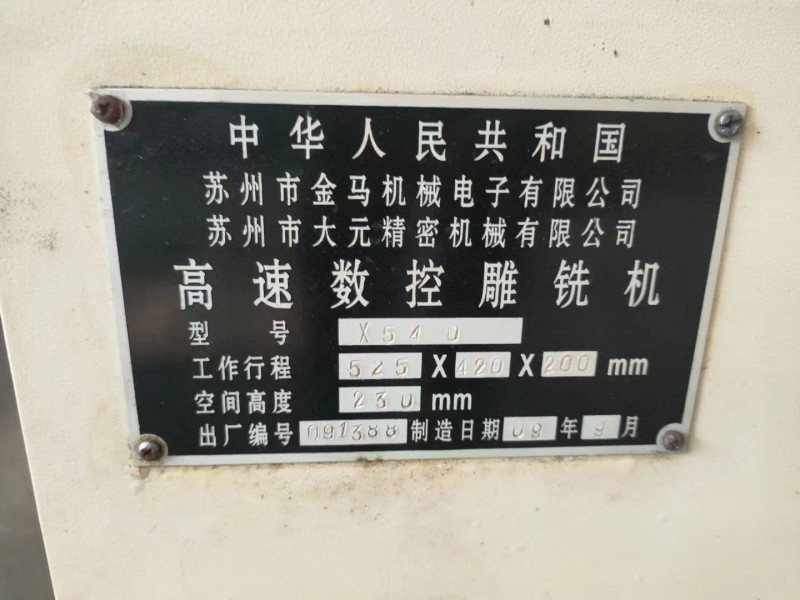 中华人民共和国
苏州市金马机械电子有限公司
苏州市大元精密机械有限公司
高速数控雕铣机
型号 X540
工作行程 525 X 420 X 200 mm
空间高度 230 mm
出厂编号 091388 制造日期 09 年 9 月